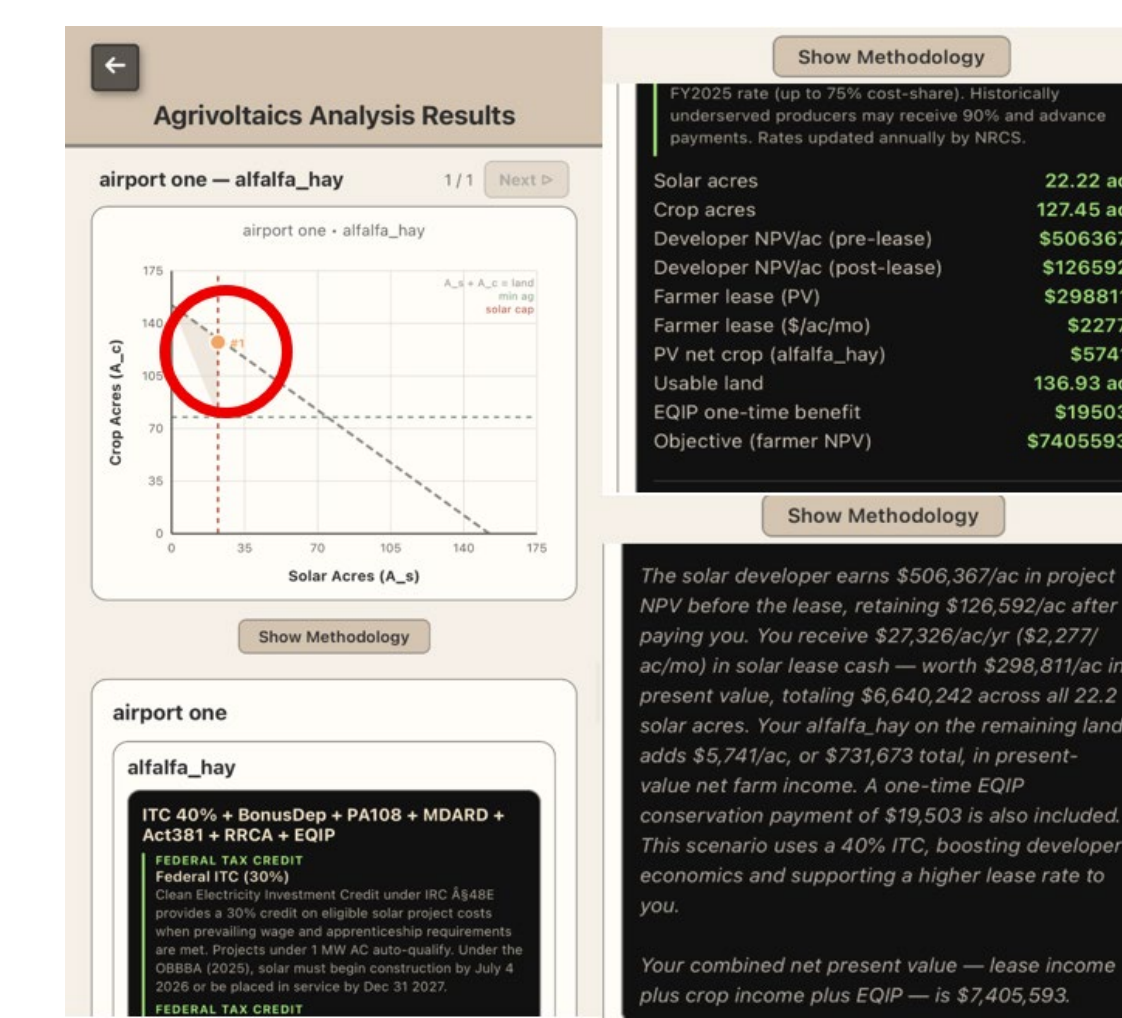 ←
Agrivoltaics Analysis Results
airport one — alfalfa_hay
1 / 1
Next ▷
airport one • alfalfa_hay
A_s + A_c = land
min ag
solar cap
#1
175
140
105
70
35
0
Crop Acres (A_c)
0 35 70 105 140 175
Solar Acres (A_s)
Show Methodology
airport one
alfalfa_hay
ITC 40% + BonusDep + PA108 + MDARD +
Act381 + RRCA + EQIP
FEDERAL TAX CREDIT
Federal ITC (30%)
Clean Electricity Investment Credit under IRC Â§48E
provides a 30% credit on eligible solar project costs
when prevailing wage and apprenticeship requirements
are met. Projects under 1 MW AC auto-qualify. Under the
OBBBA (2025), solar must begin construction by July 4
2026 or be placed in service by Dec 31 2027.
FEDERAL TAX CREDIT
Show Methodology
FY2025 rate (up to 75% cost-share). Historically
underserved producers may receive 90% and advance
payments. Rates updated annually by NRCS.
Solar acres 22.22 ac
Crop acres 127.45 ac
Developer NPV/ac (pre-lease) $506367
Developer NPV/ac (post-lease) $126592
Farmer lease (PV) $298811
Farmer lease ($/ac/mo) $2277
PV net crop (alfalfa_hay) $5741
Usable land 136.93 ac
EQIP one-time benefit $19503
Objective (farmer NPV) $7405593
Show Methodology
The solar developer earns $506,367/ac in project
NPV before the lease, retaining $126,592/ac after
paying you. You receive $27,326/ac/yr ($2,277/
ac/mo) in solar lease cash — worth $298,811/ac in
present value, totaling $6,640,242 across all 22.2
solar acres. Your alfalfa_hay on the remaining land
adds $5,741/ac, or $731,673 total, in present-
value net farm income. A one-time EQIP
conservation payment of $19,503 is also included.
This scenario uses a 40% ITC, boosting developer
economics and supporting a higher lease rate to
you.
Your combined net present value — lease income
plus crop income plus EQIP — is $7,405,593.